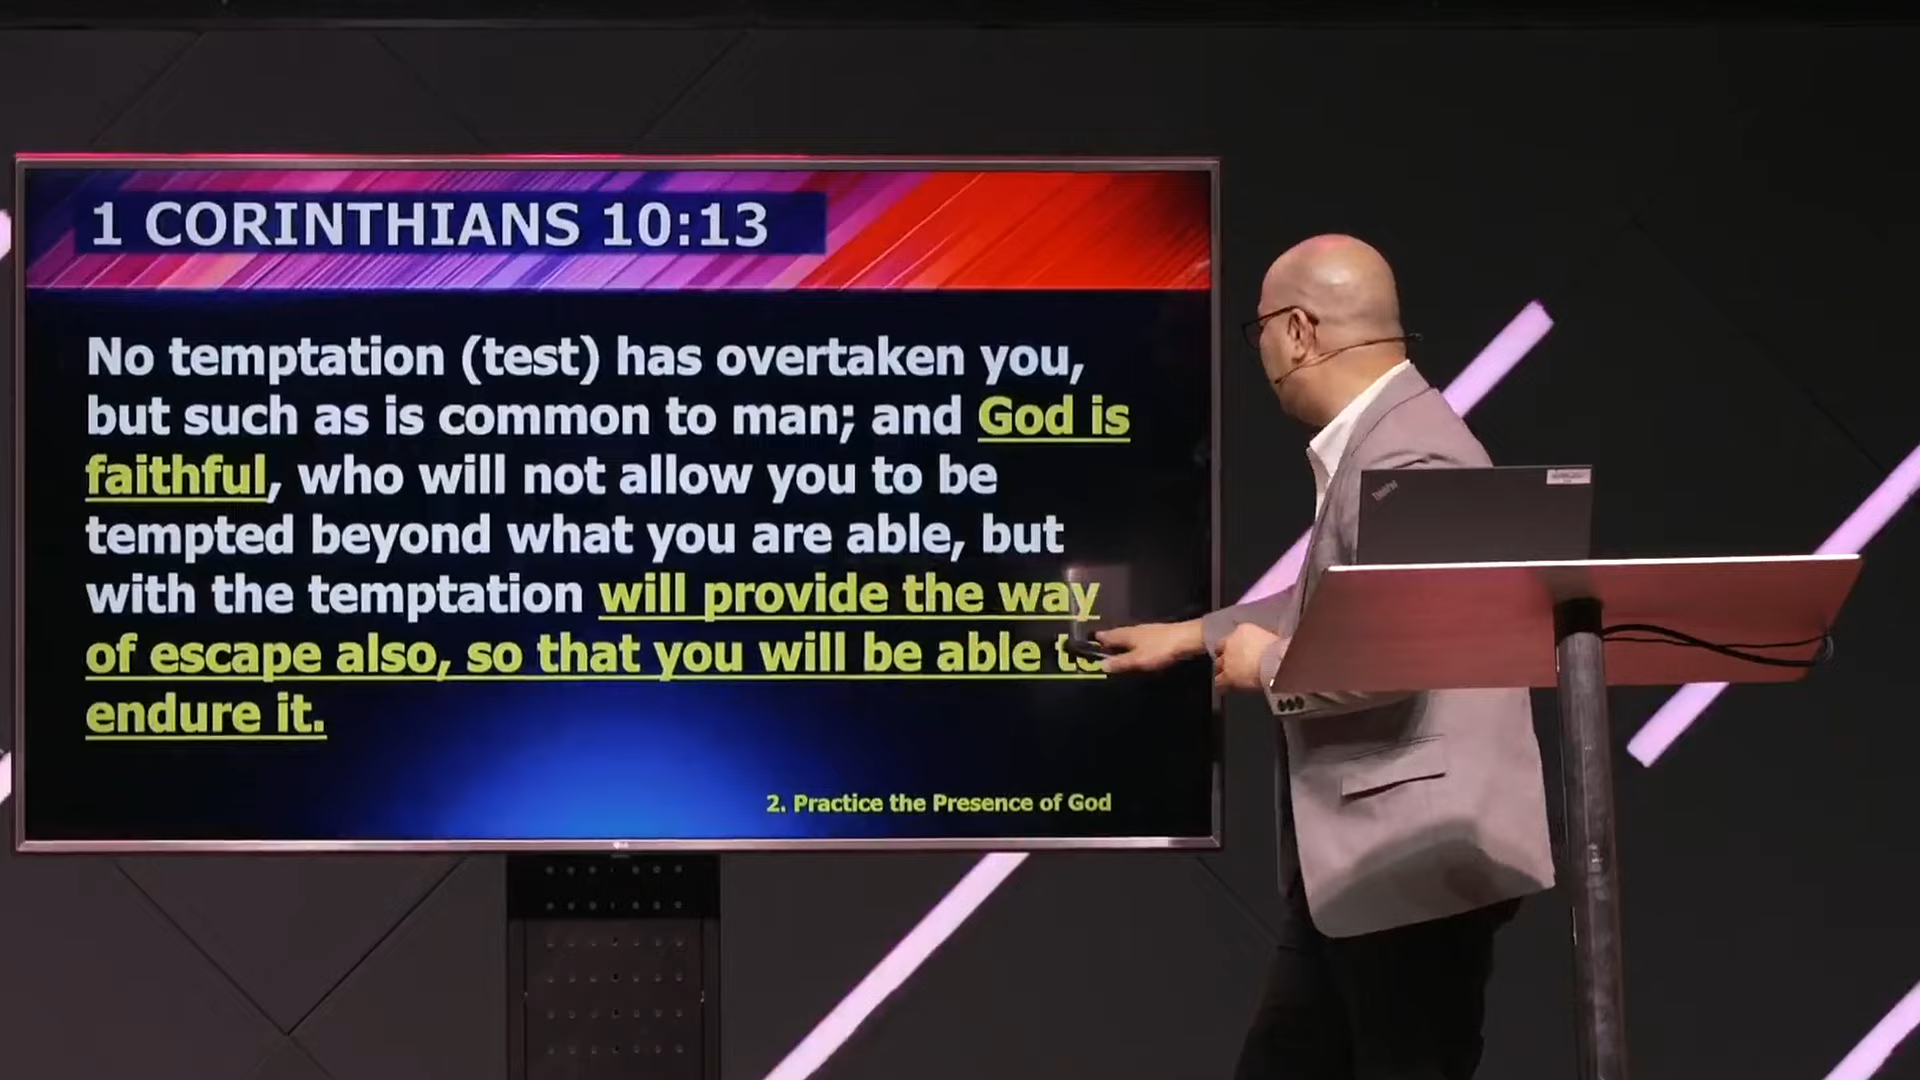 1 CORINTHIANS 10:13
No temptation (test) has overtaken you,
but such as is common to man; and God is
faithful, who will not allow you to be
tempted beyond what you are able, but
with the temptation will provide the way
of escape also, so that you will be able to
endure it.
2. Practice the Presence of God
LG
ThinkPad